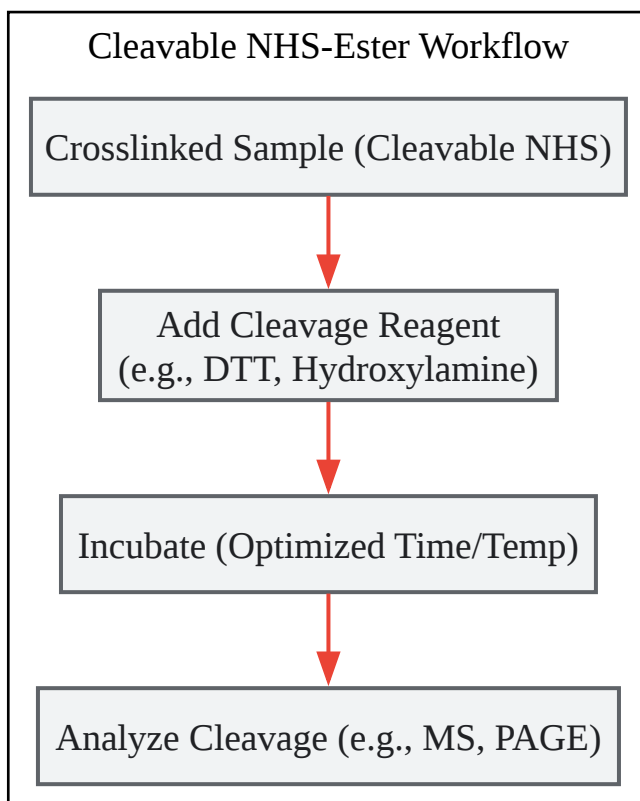 Cleavable NHS-Ester Workflow
Crosslinked Sample (Cleavable NHS)
Add Cleavage Reagent
(e.g., DTT, Hydroxylamine)
Incubate (Optimized Time/Temp)
Analyze Cleavage (e.g., MS, PAGE)